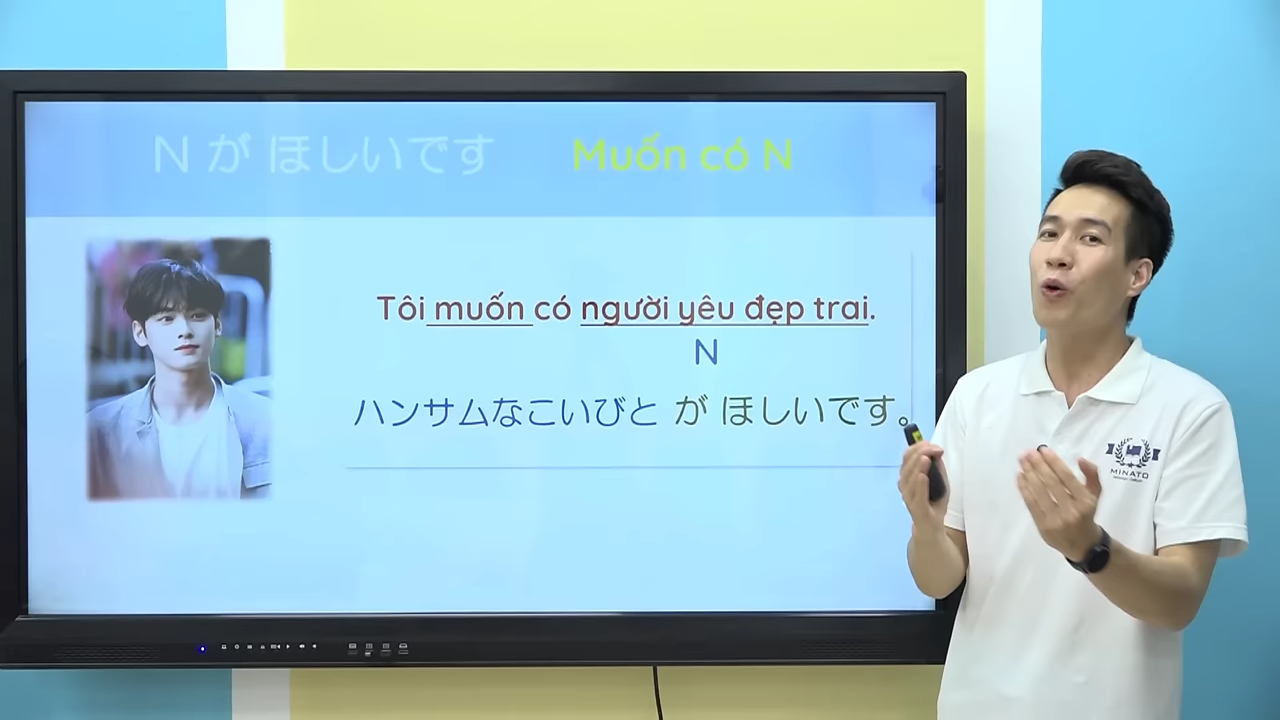 N が ほしいです Muốn có N
Tôi muốn có người yêu đẹp trai.
N
ハンサムなこいびと が ほしいです。
MINATO